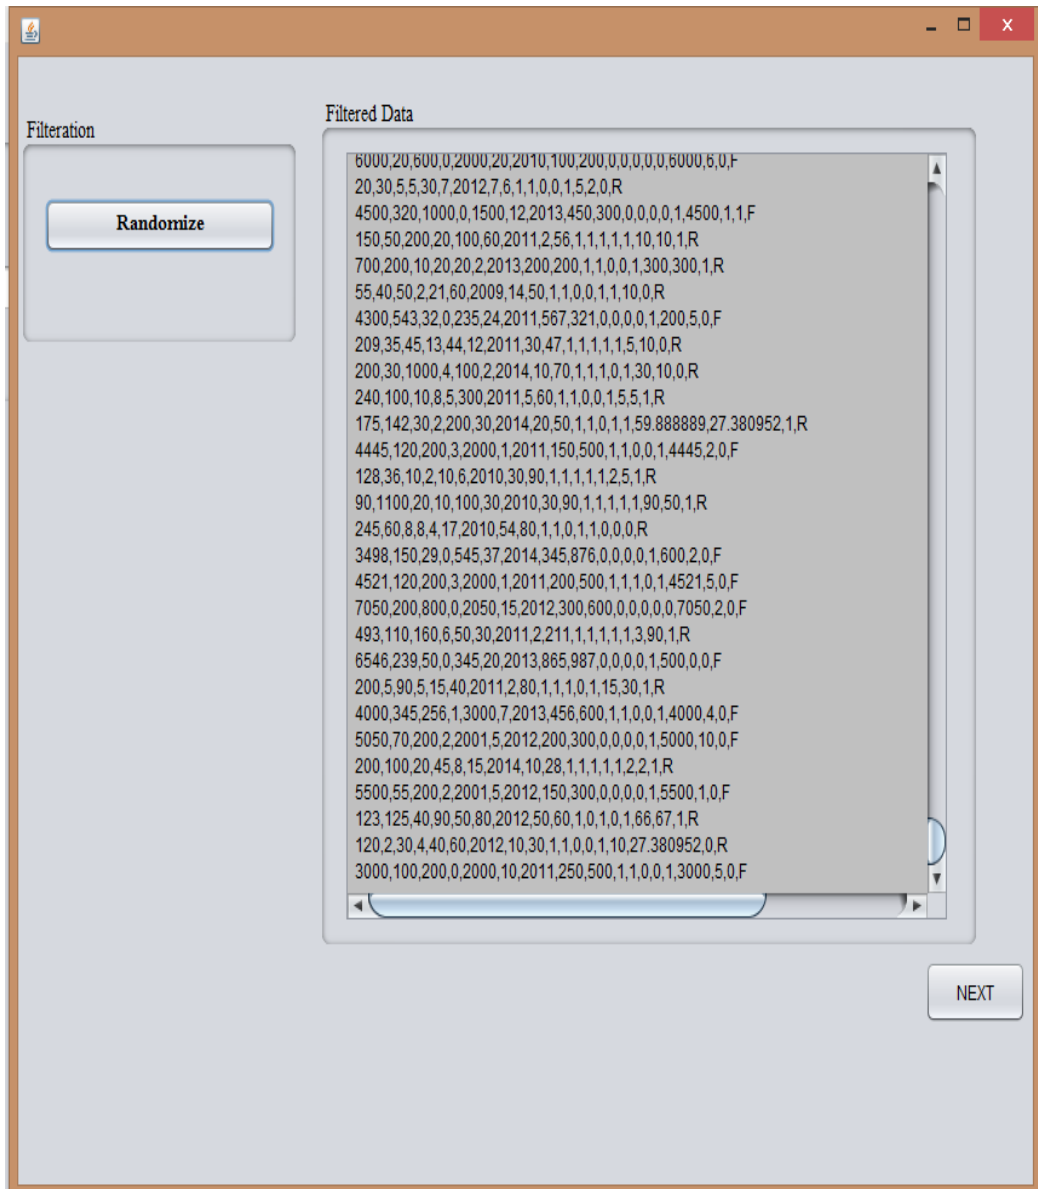 X
Filteration
Randomize
Filtered Data
6000,20,600,0,2000,20,2010,100,200,0,0,0,0,0,6000,6,0,F
20,30,5,5,30,7,2012,7,6,1,1,0,0,1,5,2,0,R
4500,320,1000,0,1500,12,2013,450,300,0,0,0,0,1,4500,1,1,F
150,50,200,20,100,60,2011,2,56,1,1,1,1,1,10,10,1,R
700,200,10,20,20,2,2013,200,200,1,1,0,0,1,300,300,1,R
55,40,50,2,21,60,2009,14,50,1,1,0,0,1,1,10,0,R
4300,543,32,0,235,24,2011,567,321,0,0,0,0,1,200,5,0,F
209,35,45,13,44,12,2011,30,47,1,1,1,1,1,5,10,0,R
200,30,1000,4,100,2,2014,10,70,1,1,1,0,1,30,10,0,R
240,100,10,8,5,300,2011,5,60,1,1,0,0,1,5,5,1,R
175,142,30,2,200,30,2014,20,50,1,1,0,1,1,59.888889,27.380952,1,R
4445,120,200,3,2000,1,2011,150,500,1,1,0,0,1,4445,2,0,F
128,36,10,2,10,6,2010,30,90,1,1,1,1,1,2,5,1,R
90,1100,20,10,100,30,2010,30,90,1,1,1,1,1,90,50,1,R
245,60,8,8,4,17,2010,54,80,1,1,0,1,1,0,0,0,R
3498,150,29,0,545,37,2014,345,876,0,0,0,0,1,600,2,0,F
4521,120,200,3,2000,1,2011,200,500,1,1,1,0,1,4521,5,0,F
7050,200,800,0,2050,15,2012,300,600,0,0,0,0,0,7050,2,0,F
493,110,160,6,50,30,2011,2,211,1,1,1,1,1,3,90,1,R
6546,239,50,0,345,20,2013,865,987,0,0,0,0,1,500,0,0,F
200,5,90,5,15,40,2011,2,80,1,1,1,0,1,15,30,1,R
4000,345,256,1,3000,7,2013,456,600,1,1,0,0,1,4000,4,0,F
5050,70,200,2,2001,5,2012,200,300,0,0,0,0,1,5000,10,0,F
200,100,20,45,8,15,2014,10,28,1,1,1,1,1,2,2,1,R
5500,55,200,2,2001,5,2012,150,300,0,0,0,0,1,5500,1,0,F
123,125,40,90,50,80,2012,50,60,1,0,1,0,1,66,67,1,R
120,2,30,4,40,60,2012,10,30,1,1,0,0,1,10,27.380952,0,R
3000,100,200,0,2000,10,2011,250,500,1,1,0,0,1,3000,5,0,F
NEXT